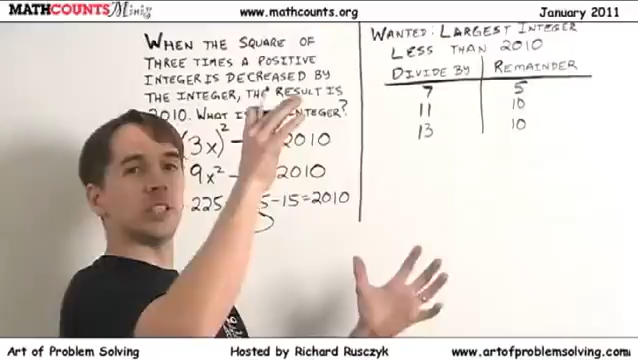 MATHCOUNTS Minis
www.mathcounts.org
January 2011
WHEN THE SQUARE OF
THREE TIMES A POSITIVE
INTEGER IS DECREASED BY
THE INTEGER, THE RESULT IS
2010. WHAT IS INTEGER?
(3x)² - 2010
9x² - 2010
225 5-15=2010
WANTED: LARGEST INTEGER
LESS THAN 2010
DIVIDE BY REMAINDER
7 5
11 10
13 10
Art of Problem Solving
Hosted by Richard Rusczyk
www.artofproblemsolving.com